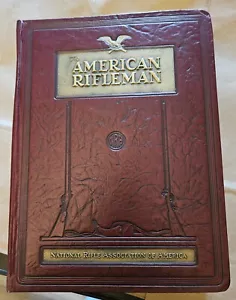 THE
AMERICAN
RIFLEMAN
NATIONAL RIFLE ASSOCIATION OF AMERICA